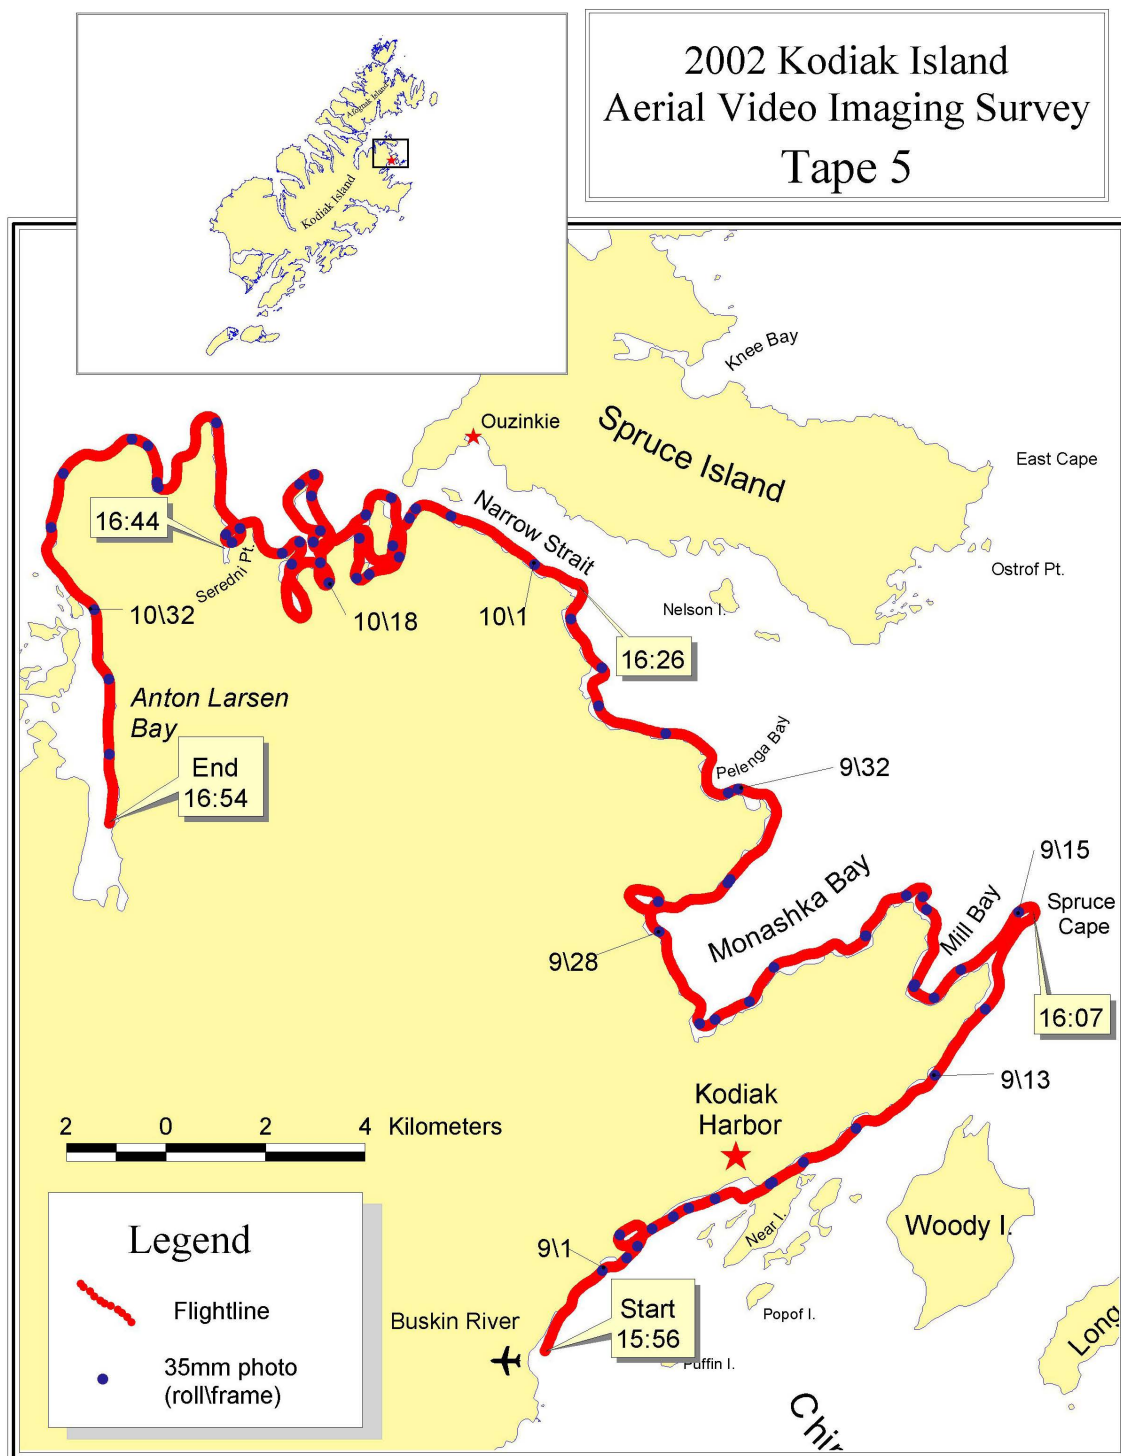 2002 Kodiak Island
Aerial Video Imaging Survey
Tape 5
Afognak Island
Kodiak Island
Knee Bay
Ouzinkie
Spruce Island
East Cape
16:44
Narrow Strait
Seredni Pt.
Ostrof Pt.
10\32
10\18
10\1
Nelson I.
16:26
Anton Larsen
Bay
Pelenga Bay
End
16:54
9\32
9\15
Monashka Bay
Mill Bay
Spruce
Cape
9\28
16:07
9\13
Kodiak
Harbor
2 0 2 4 Kilometers
Near I.
Woody I.
Legend
Flightline
35mm photo
(roll\frame)
9\1
Start
15:56
Buskin River
Popof I.
Puffin I.
Long
Chi